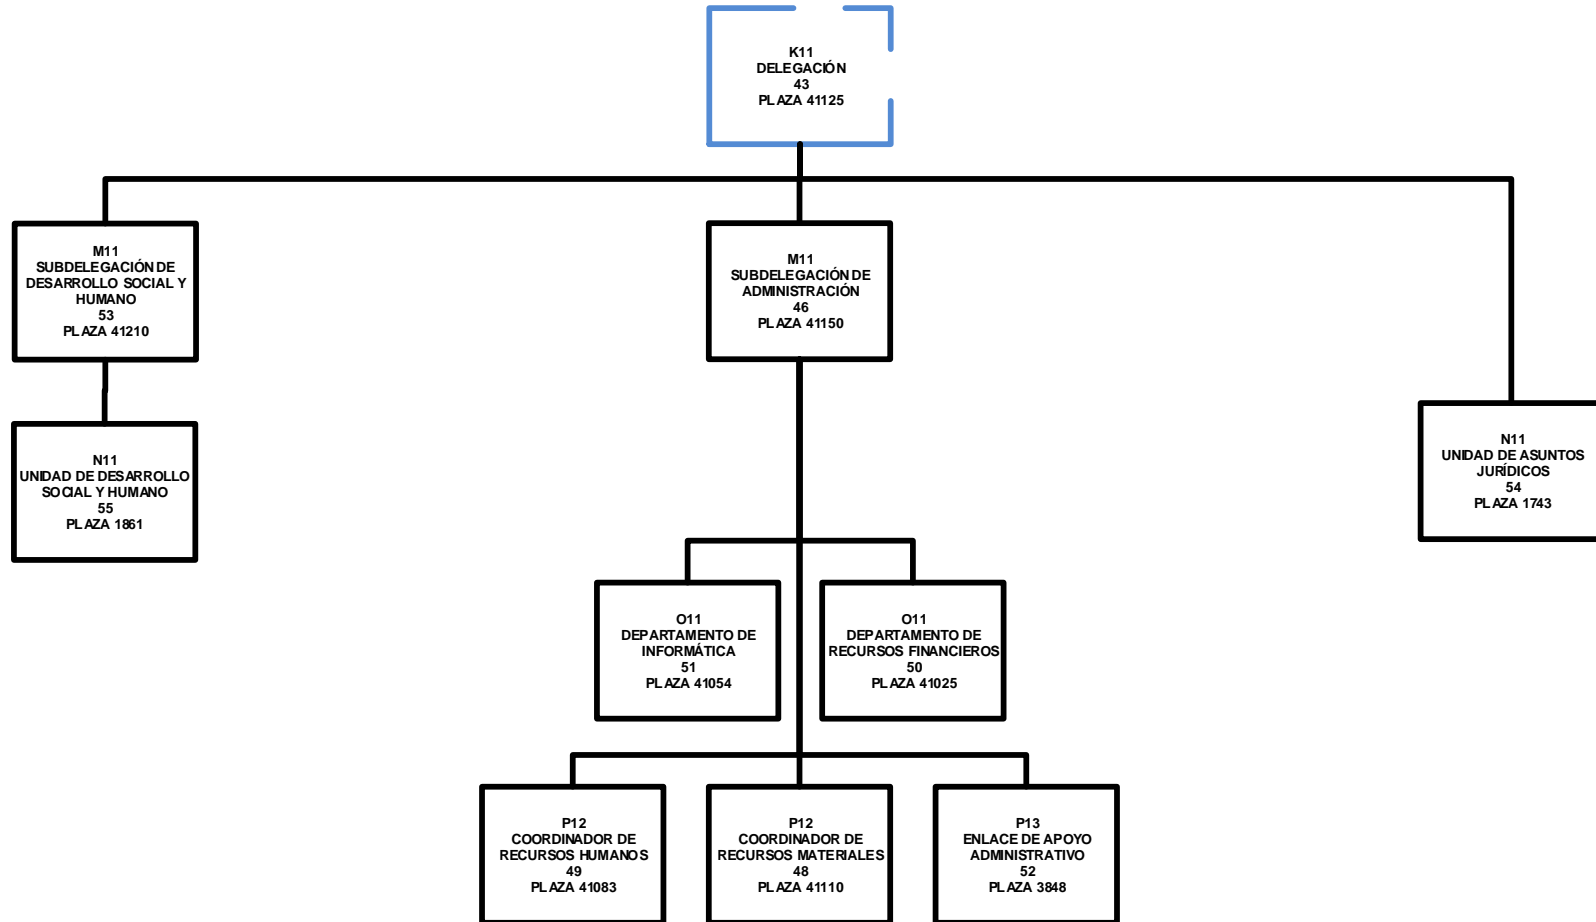 K11
DELEGACIÓN
43
PLAZA 41125
M11
SUBDELEGACIÓN DE
DESARROLLO SOCIAL Y
HUMANO
53
PLAZA 41210
M11
SUBDELEGACIÓN DE
ADMINISTRACIÓN
46
PLAZA 41150
N11
UNIDAD DE DESARROLLO
SOCIAL Y HUMANO
55
PLAZA 1861
N11
UNIDAD DE ASUNTOS
JURÍDICOS
54
PLAZA 1743
O11
DEPARTAMENTO DE
INFORMÁTICA
51
PLAZA 41054
O11
DEPARTAMENTO DE
RECURSOS FINANCIEROS
50
PLAZA 41025
P12
COORDINADOR DE
RECURSOS HUMANOS
49
PLAZA 41083
P12
COORDINADOR DE
RECURSOS MATERIALES
48
PLAZA 41110
P13
ENLACE DE APOYO
ADMINISTRATIVO
52
PLAZA 3848